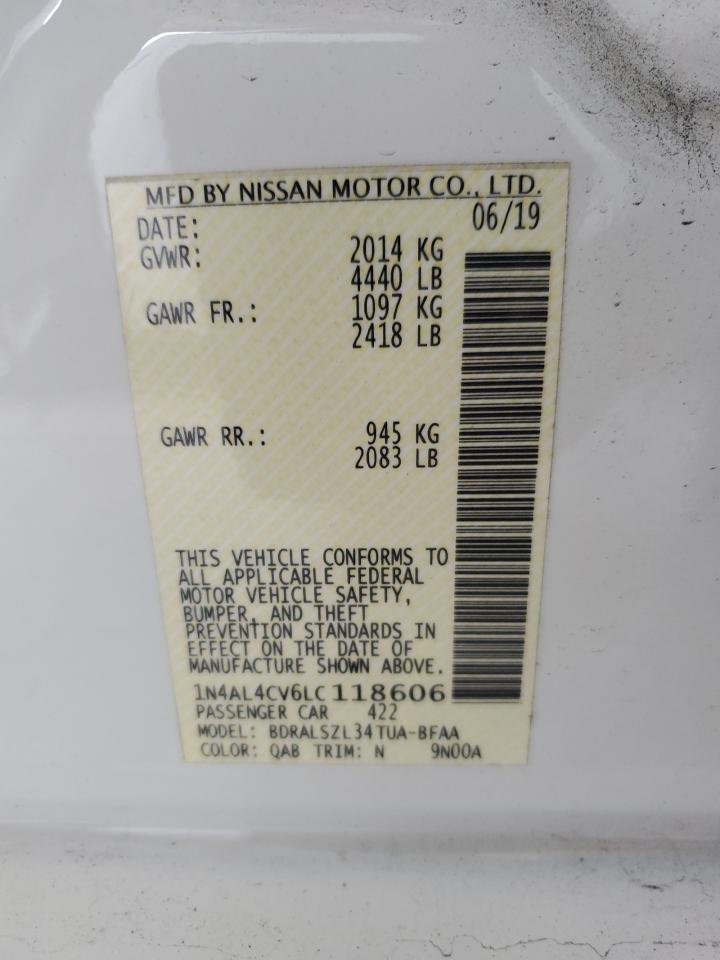 MFD BY NISSAN MOTOR CO., LTD.
DATE: 06/19
GVWR: 2014 KG
4440 LB
GAWR FR.: 1097 KG
2418 LB
GAWR RR.: 945 KG
2083 LB
THIS VEHICLE CONFORMS TO
ALL APPLICABLE FEDERAL
MOTOR VEHICLE SAFETY,
BUMPER, AND THEFT
PREVENTION STANDARDS IN
EFFECT ON THE DATE OF
MANUFACTURE SHOWN ABOVE.
1N4AL4CV6LC118606
PASSENGER CAR 422
MODEL: BDRALSZL34TUA-BFAA
COLOR: QAB TRIM: N 9N00A